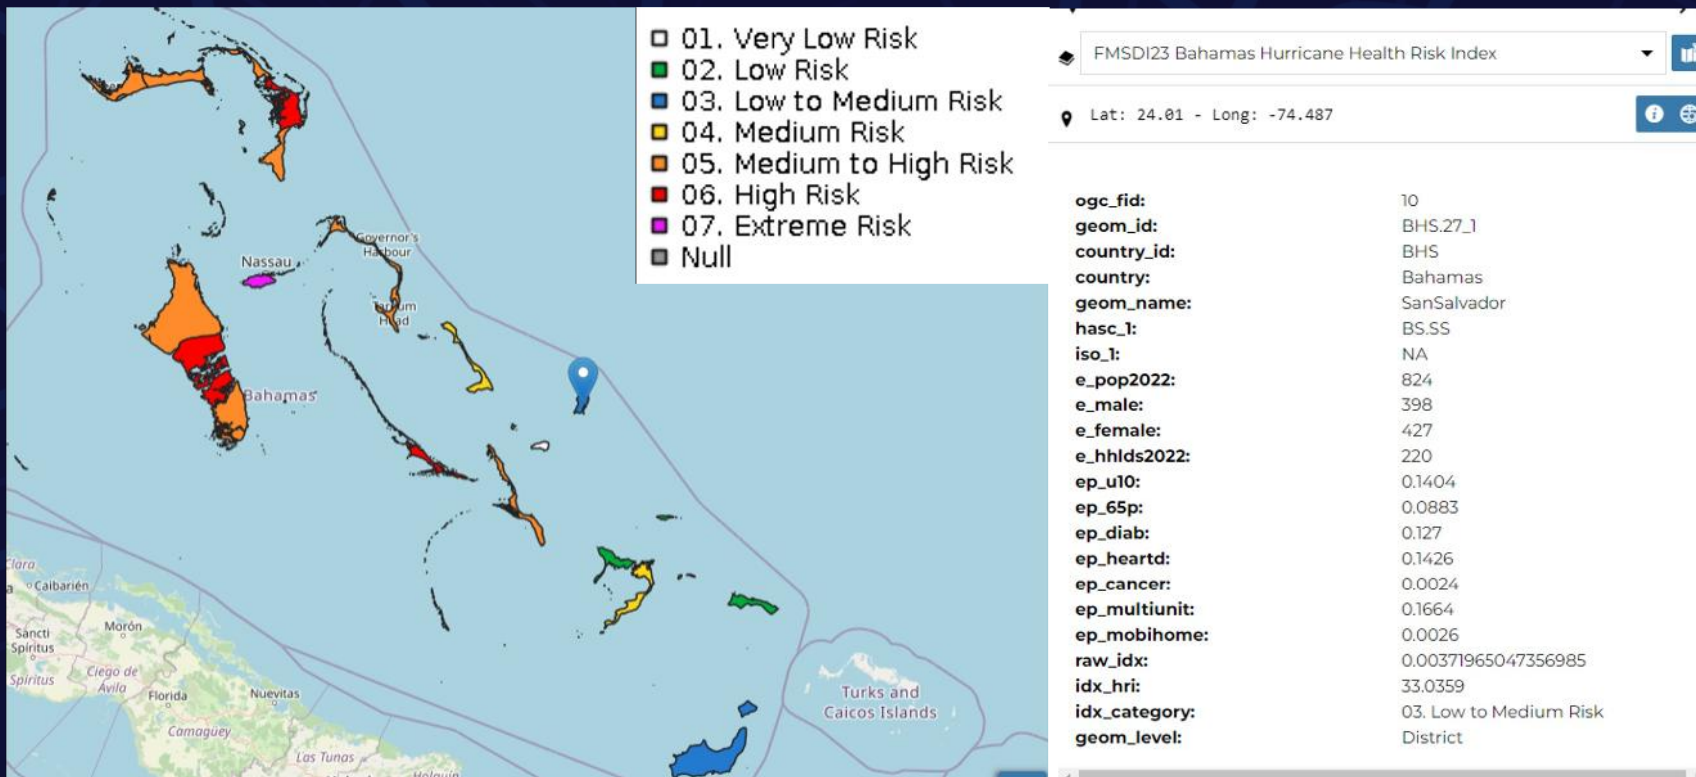 01. Very Low Risk
02. Low Risk
03. Low to Medium Risk
04. Medium Risk
05. Medium to High Risk
06. High Risk
07. Extreme Risk
Null
Governor's
Harbour
Nassau
Tarpum
Bahamas
Clara
Caibarién
Sancti
Spíritus
Morón
Spíritus
Ciego de
Ávila
Florida
Nuevitas
Camaguey
Las Tunas
Holguín
Turks and
Caicos Islands
FMSDI23 Bahamas Hurricane Health Risk Index
Lat: 24.01 - Long: -74.487
ogc_fid: 10
geom_id: BHS.27_1
country_id: BHS
country: Bahamas
geom_name: SanSalvador
hasc_1: BS.SS
iso_1: NA
e_pop2022: 824
e_male: 398
e_female: 427
e_hhlds2022: 220
ep_u10: 0.1404
ep_65p: 0.0883
ep_diab: 0.127
ep_heartd: 0.1426
ep_cancer: 0.0024
ep_multiunit: 0.1664
ep_mobihome: 0.0026
raw_idx: 0.00371965047356985
idx_hri: 33.0359
idx_category: 03. Low to Medium Risk
geom_level: District